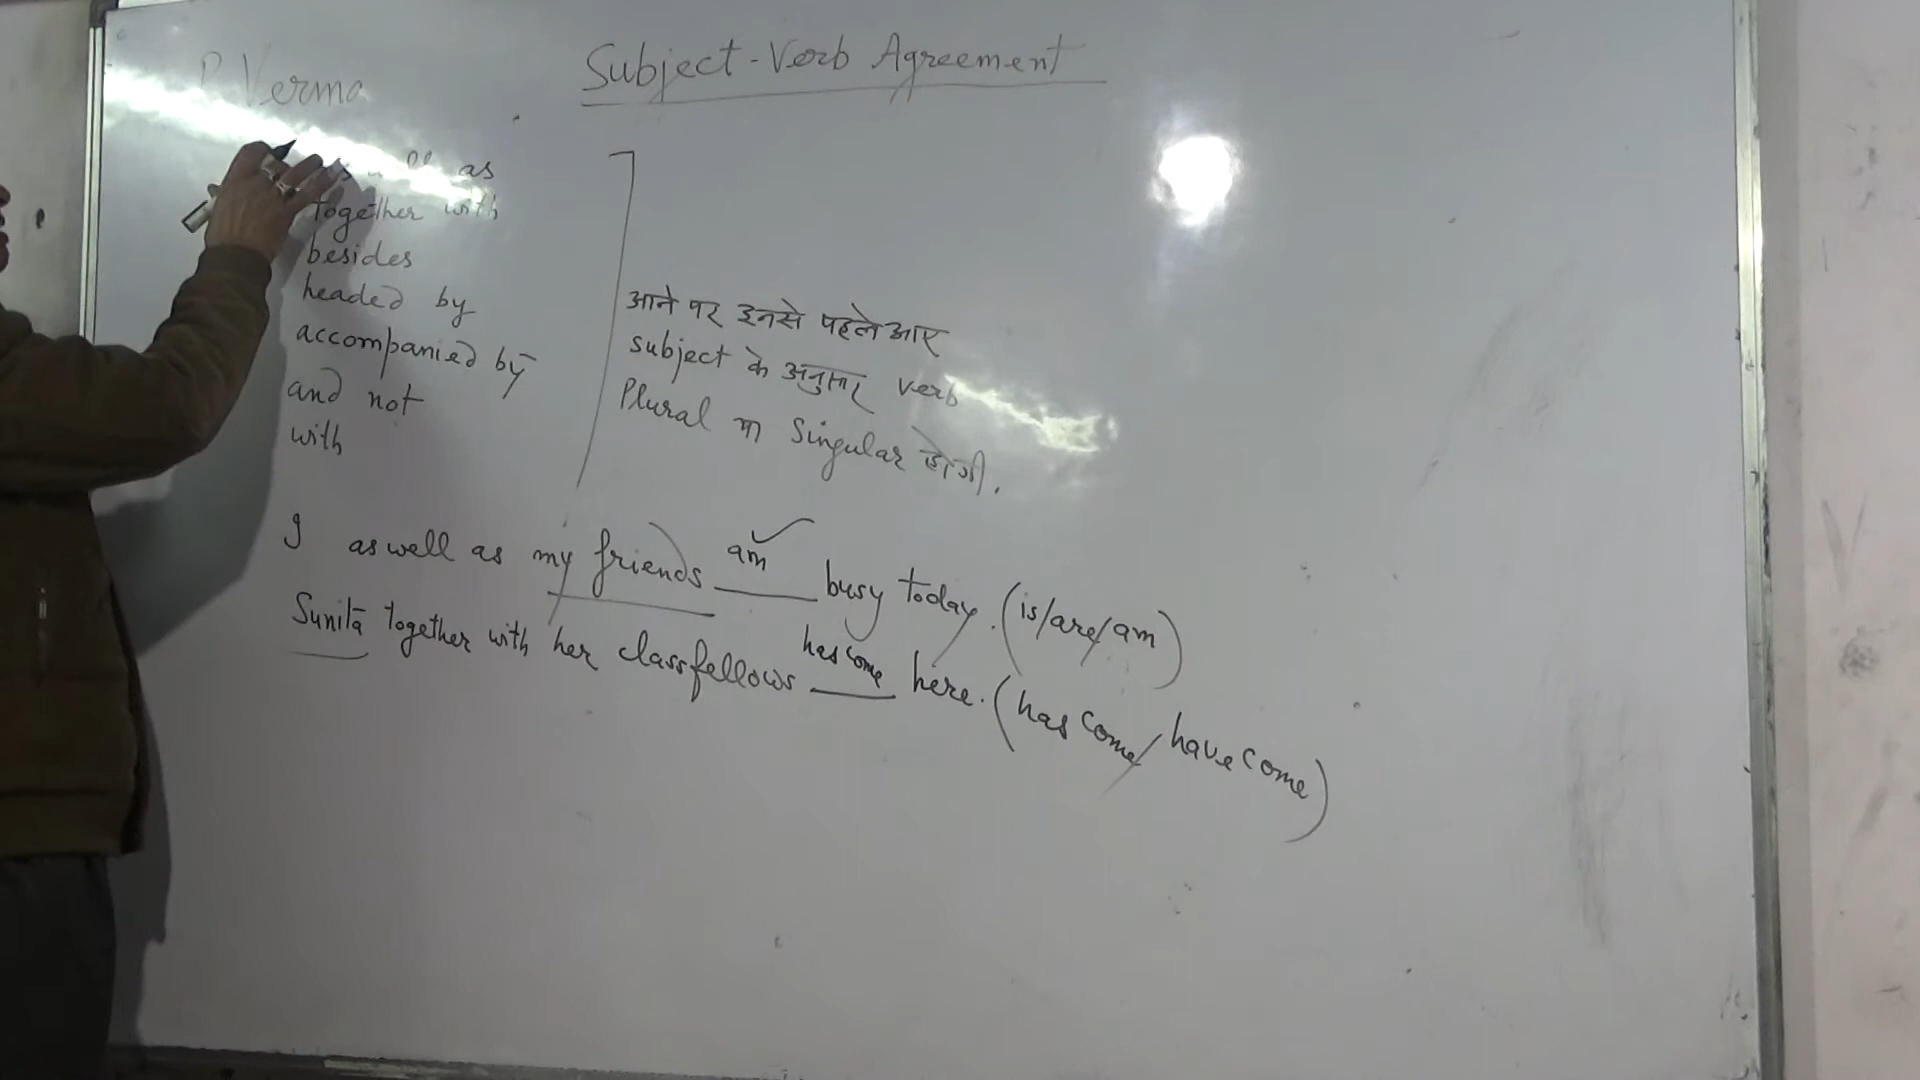 Subject-Verb Agreement
Verma
as
together with
besides
headed by
accompanied by
and not
with
आने पर इनसे पहले आए
subject के अनुसार verb
Plural या Singular होगी.
I as well as my friends am busy today. (is/are/am)
Sunita together with her classfellows has come here. (has come/have come)